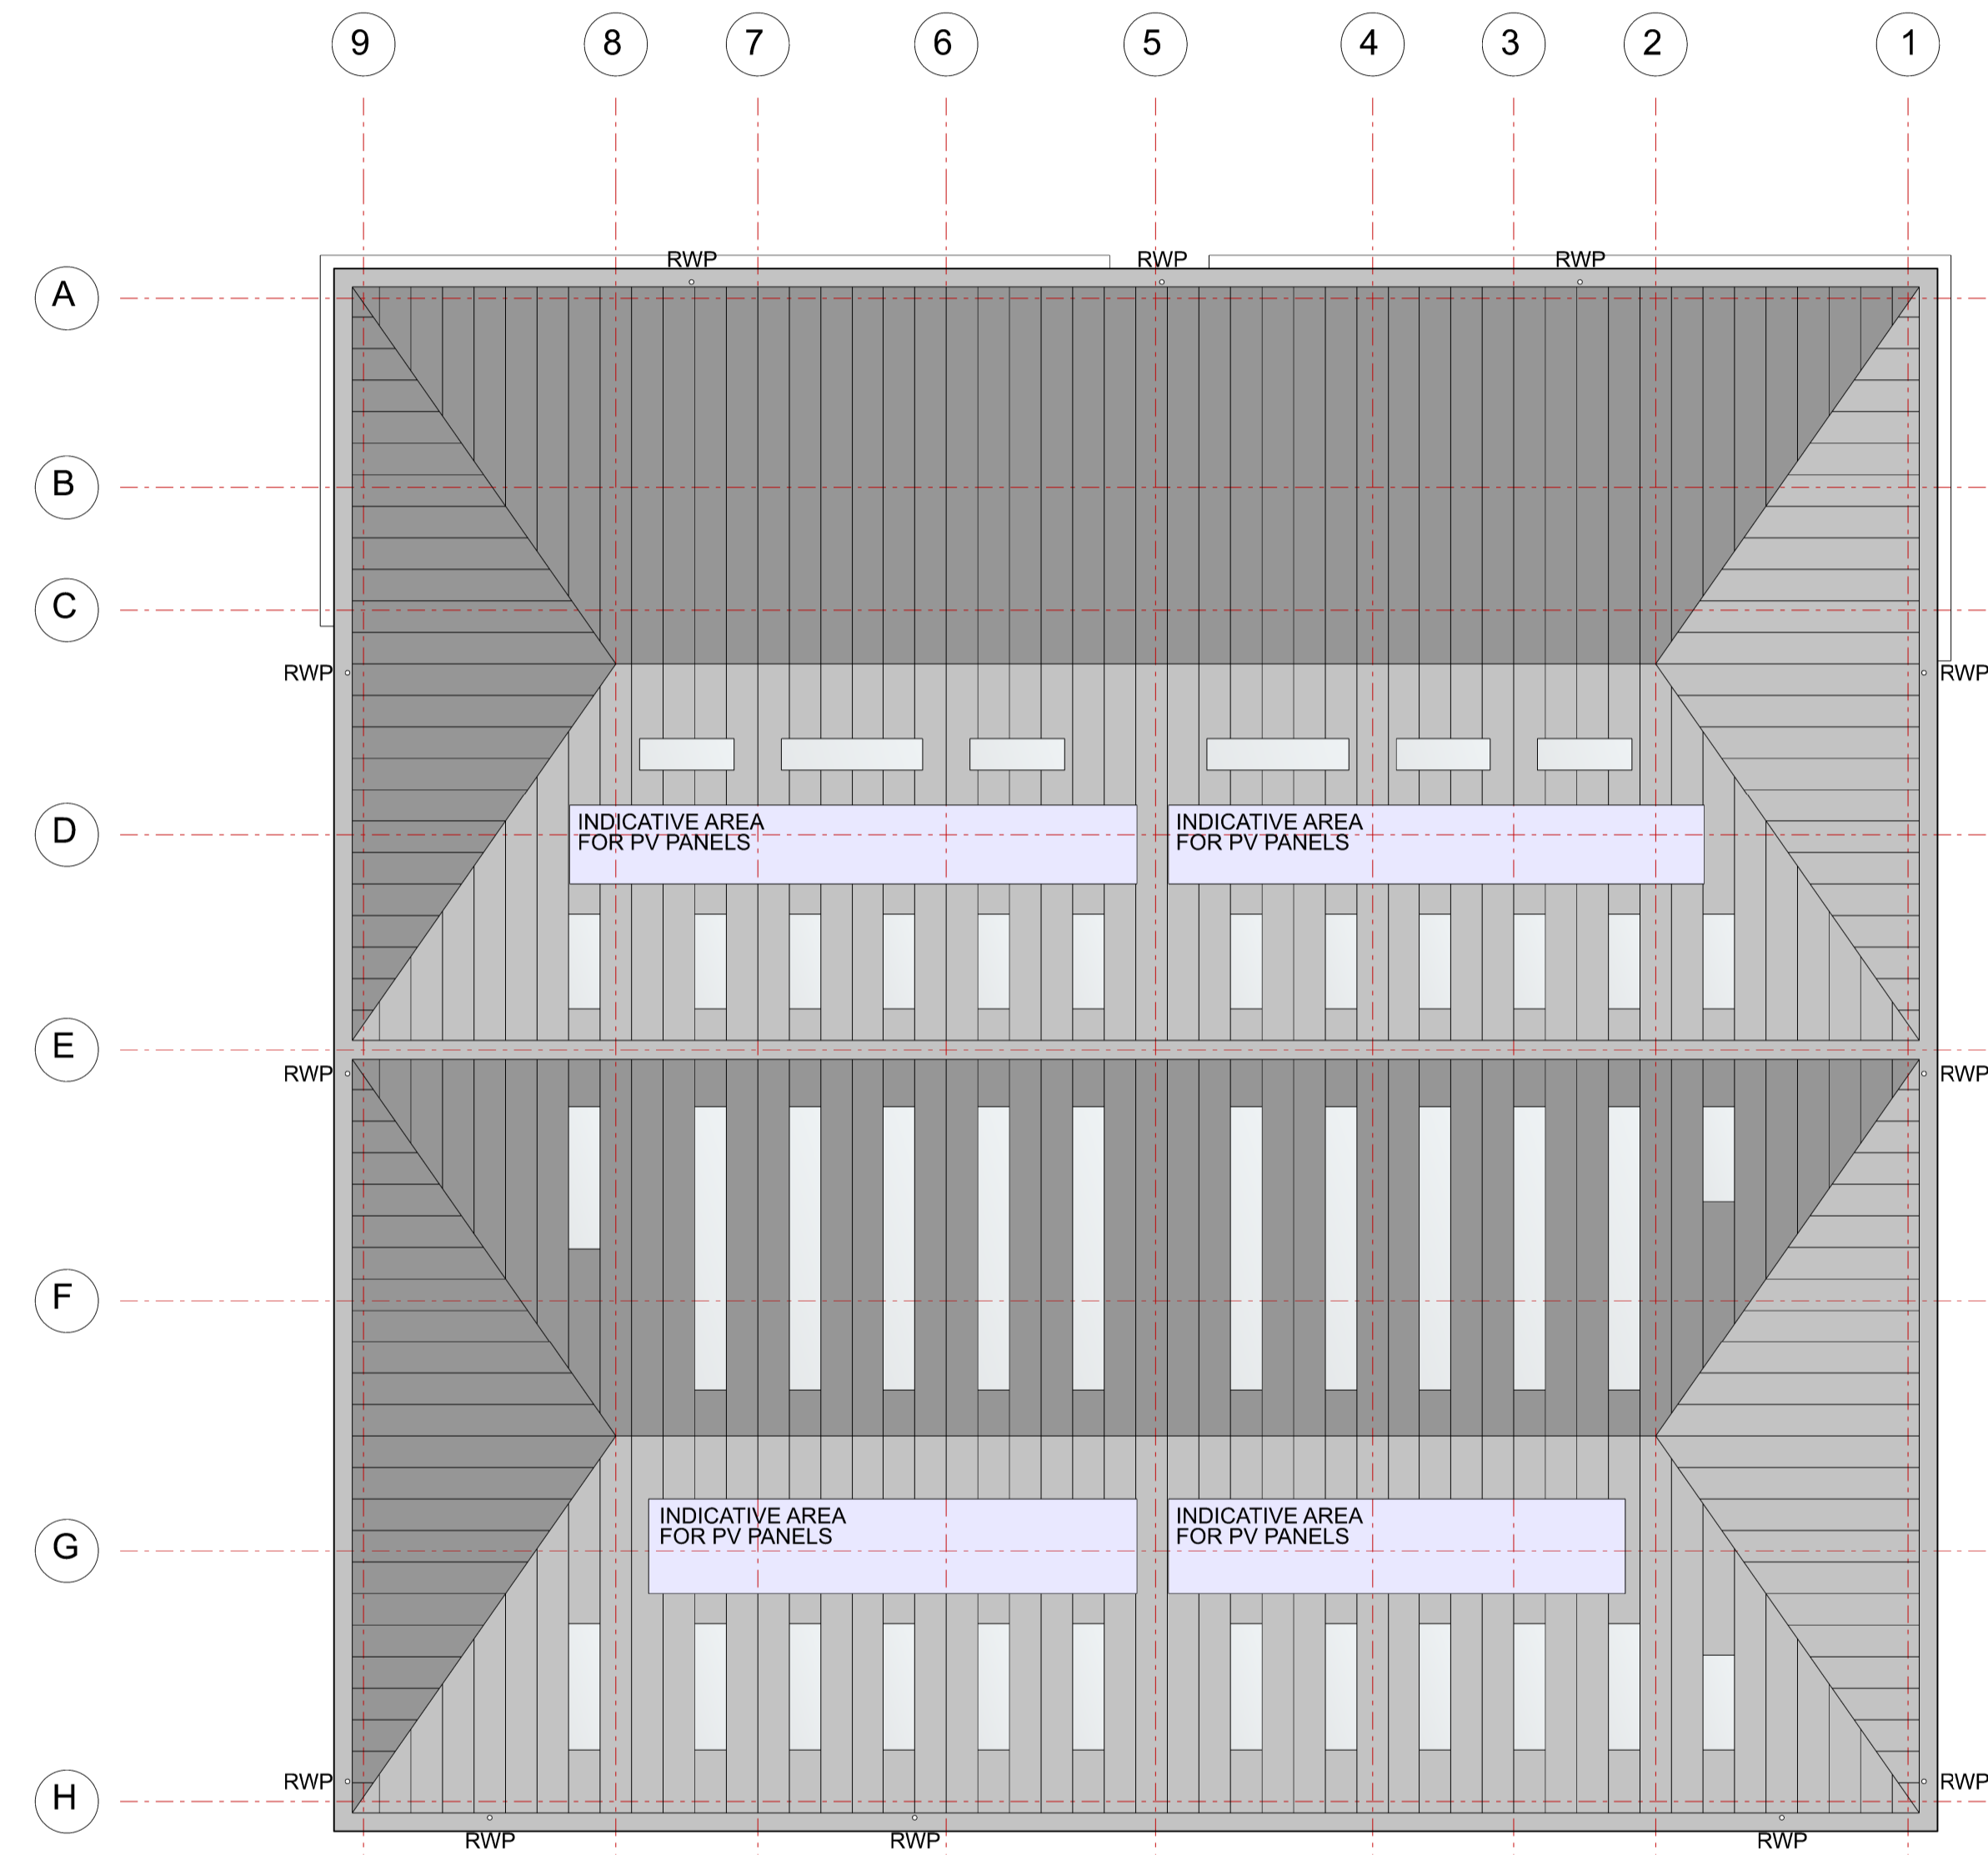 9 8 7 6 5 4 3 2 1
RWP RWP RWP
A
B
C
RWP RWP
INDICATIVE AREA
FOR PV PANELS
INDICATIVE AREA
FOR PV PANELS
D
E
RWP RWP
F
INDICATIVE AREA
FOR PV PANELS
INDICATIVE AREA
FOR PV PANELS
G
RWP RWP
H
RWP RWP RWP